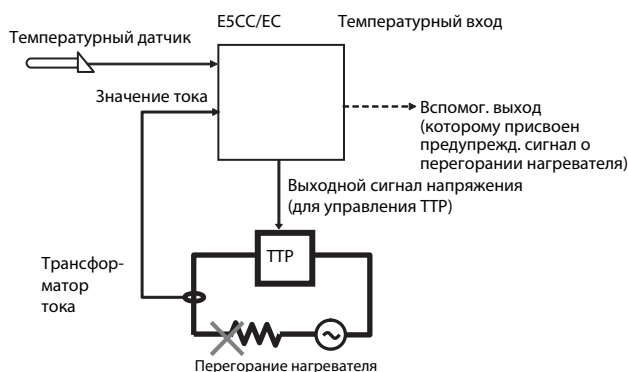 E5CC/EC
Температурный вход
Температурный датчик
Значение тока
Вспомог. выход
(которому присвоен
предупрежд. сигнал о
перегорании нагревателя)
Выходной сигнал напряжения
(для управления ТТР)
ТТР
Трансфор-
матор
тока
Перегорание нагревателя